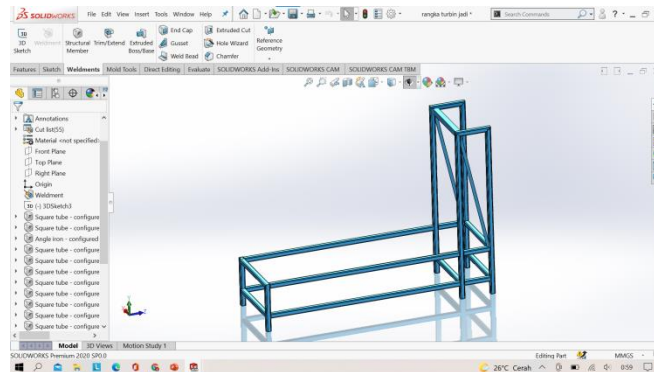 SOLIDWORKS File Edit View Insert Tools Window Help
rangka turbin jadi *
Search Commands
3D Sketch
Weldment
Structural Member
Trim/Extend
Extruded Boss/Base
End Cap
Gusset
Weld Bead
Extruded Cut
Hole Wizard
Chamfer
Reference Geometry
Features Sketch Weldments Mold Tools Direct Editing Evaluate SOLIDWORKS Add-Ins SOLIDWORKS CAM SOLIDWORKS CAM TBM
Annotations
Cut list(55)
Material <not specified>
Front Plane
Top Plane
Right Plane
Origin
Weldment
3D (-) 3DSketch3
Square tube - configure
Square tube - configure
Angle iron - configured
Square tube - configure
Square tube - configure
Square tube - configure
Square tube - configure
Square tube - configure
Square tube - configure
Square tube - configure
Model 3D Views Motion Study 1
SOLIDWORKS Premium 2020 SP0.0
Editing Part
MMGS
26°C Cerah
0:59